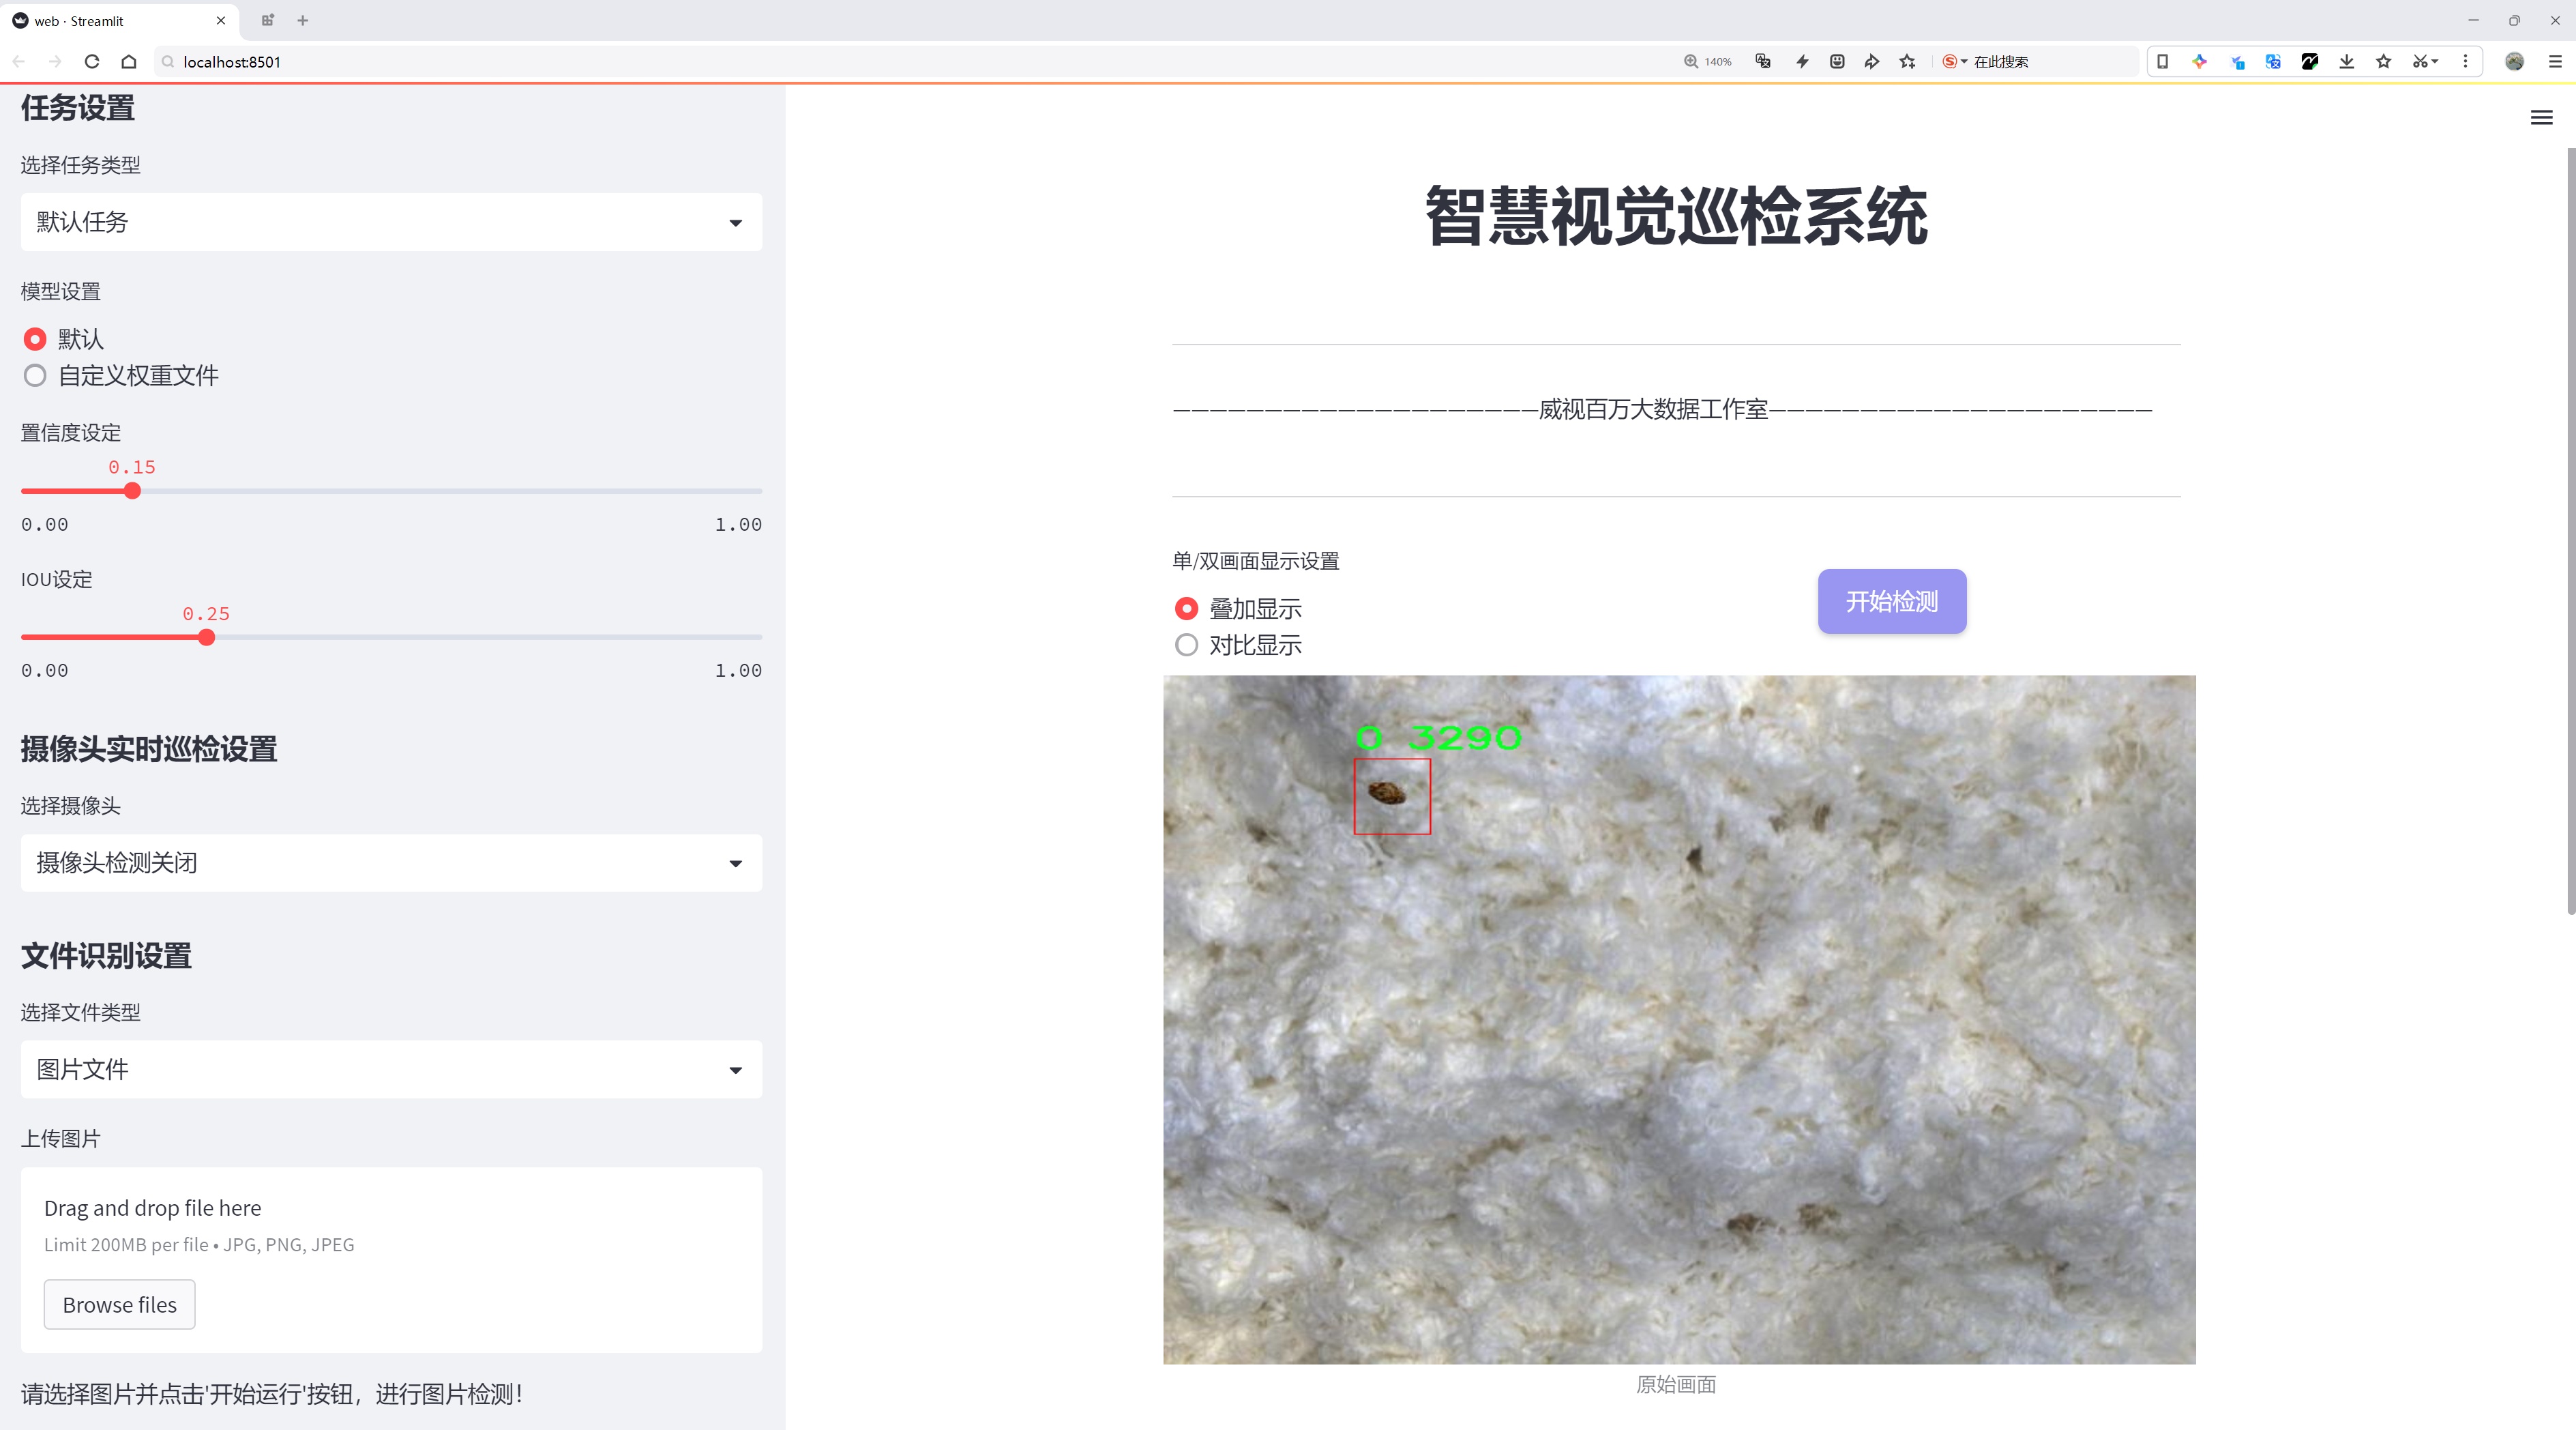 web · Streamlit
localhost:8501
140%
在此搜索
任务设置
选择任务类型
默认任务
模型设置
默认
自定义权重文件
置信度设定
0.15
0.00
1.00
IOU设定
0.25
0.00
1.00
摄像头实时巡检设置
选择摄像头
摄像头检测关闭
文件识别设置
选择文件类型
图片文件
上传图片
Drag and drop file here
Limit 200MB per file • JPG, PNG, JPEG
Browse files
请选择图片并点击'开始运行'按钮，进行图片检测！
智慧视觉巡检系统
————————————————————威视百万大数据工作室—————————————————————
单/双画面显示设置
叠加显示
对比显示
开始检测
0 3290
原始画面